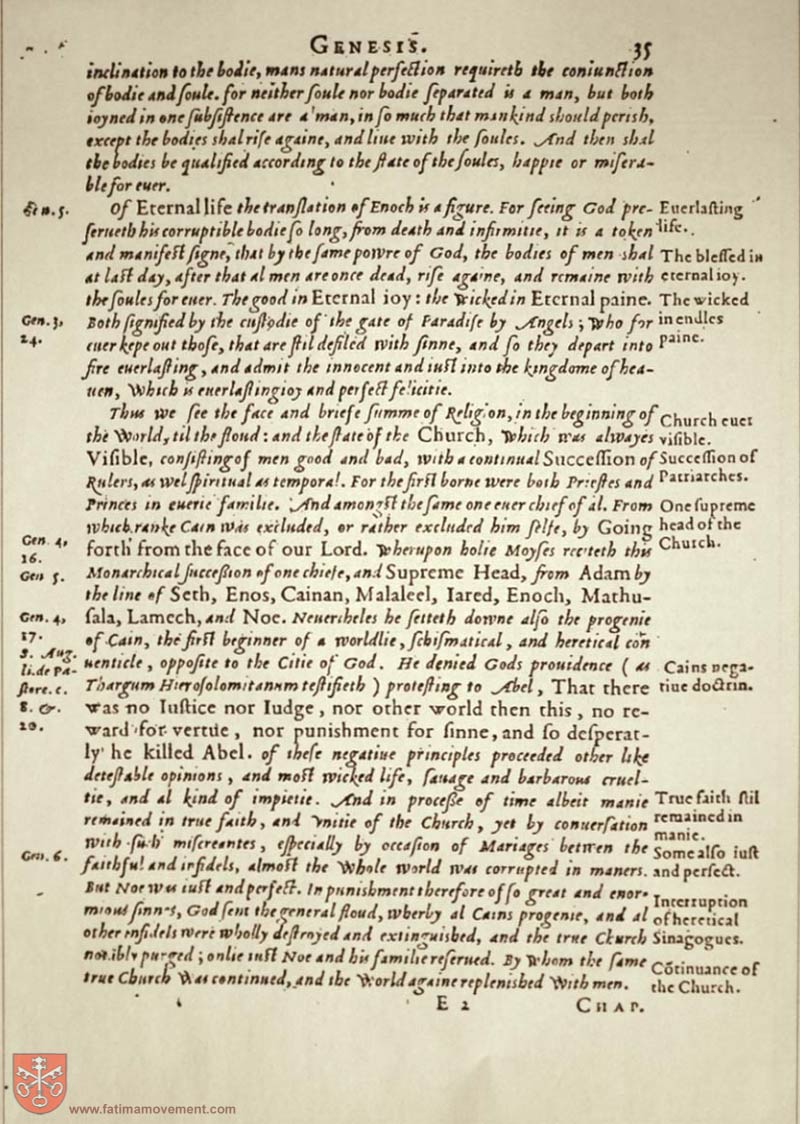 GENESIS. 35
inclination to the bodie, mans natural perfection requireth the coniunction
of bodie and ſoule. for neither ſoule nor bodie ſeparated is a man, but both
ioyned in one ſubſiſtence are a man, in ſo much that mankind should perish,
except the bodies shal riſe againe, and liue with the ſoules. And then shal
the bodies be qualified according to the ſtate of the ſoules, happie or miſera-
ble for euer.
Of Eternal life the tranſlation of Enoch is a figure. For ſeeing God pre-
ſerueth his corruptible bodie ſo long, from death and infirmitie, it is a token
and manifeſt ſigne, that by the ſame powre of God, the bodies of men shal
at laſt day, after that al men are once dead, riſe againe, and remaine with
the ſoules for euer. The good in Eternal ioy: the wicked in Eternal paine.
Both ſignified by the cuſtodie of the gate of Paradiſe by Angels; who for
euer kepe out thoſe, that are ſtil defiled with ſinne, and ſo they depart into
fire euerlaſting, and admit the innocent and iuſt into the kingdome of hea-
uen, which is euerlasting ioy and perfect felicitie.
Thus we ſee the face and briefe ſumme of Religion, in the beginning of
the world, til the floud: and the ſtate of the Church, which was alwayes
Viſible, conſiſting of men good and bad, with a continual Succeſſion of
Rulers, as wel ſpiritual as temporal. For the firſt borne were both Prieſtes and
Princes in euerie familie. And amongſt the ſame one euer chief of al. From
which ranke Cain was excluded, or rather excluded him ſelfe, by Going
forth from the face of our Lord. Wherupon holie Moyſes reciteth this
Monarchical ſucceſsion of one chiefe, and Supreme Head, from Adam by
the line of Seth, Enos, Cainan, Malaleel, Iared, Enoch, Mathu-
ſala, Lamech, and Noe. Neuertheles he ſetteth downe alſo the progenie
of Cain, the firſt beginner of a worldlie, ſchiſmatical, and heretical con
uenticle, oppoſite to the Citie of God. He denied Gods prouidence (as
Thargum Hieroſolomitanum teſtifieth) proteſting to Abel, That there
was no Iuſtice nor Iudge, nor other world then this, no re-
ward for vertue, nor punishment for ſinne, and ſo deſperat-
ly he killed Abel. of theſe negatiue principles proceeded other like
deteſtable opinions, and moſt wicked life, ſauage and barbarous cruel-
tie, and al kind of impietie. And in proceſſe of time albeit manie
remained in true faith, and vnitie of the Church, yet by conuerſation
with ſuch miſcreantes, eſpecially by occaſion of Mariages betwen the
faithful and infidels, almoſt the whole world was corrupted in maners.
But Noe was iuſt and perfect. In punishment therefore of ſo great and enor-
mious ſinnes, God ſent the general floud, wherby al Cains progenie, and al
other infidels were wholly deſtroyed and extinguished, and the true Church
notably purged; onlie iuſt Noe and his familie reſerued. By whom the ſame
true Church was continued, and the world againe replenished with men.
E 2 CHAP.
Gen. 5.
Gen. 3,
24.
Gen 4,
16.
Gen 5.
Gen. 4,
17.
S. Aug.
li. de Pa-
ſtore. c.
8. &
20.
Gen. 6.
Euerlaſting
life.
The bleſſed in
eternal ioy.
The wicked
in endles
paine.
Church euer
viſible.
Succeſſion of
Patriarches.
One ſupreme
head of the
Church.
Cains nega-
tiue doctrin.
True faith ſtil
remained in
manie.
Some alſo iuſt
and perfect.
Interruption
of heretical
Sinagogues.
Cōtinuance of
the Church.
www.fatimamovement.com